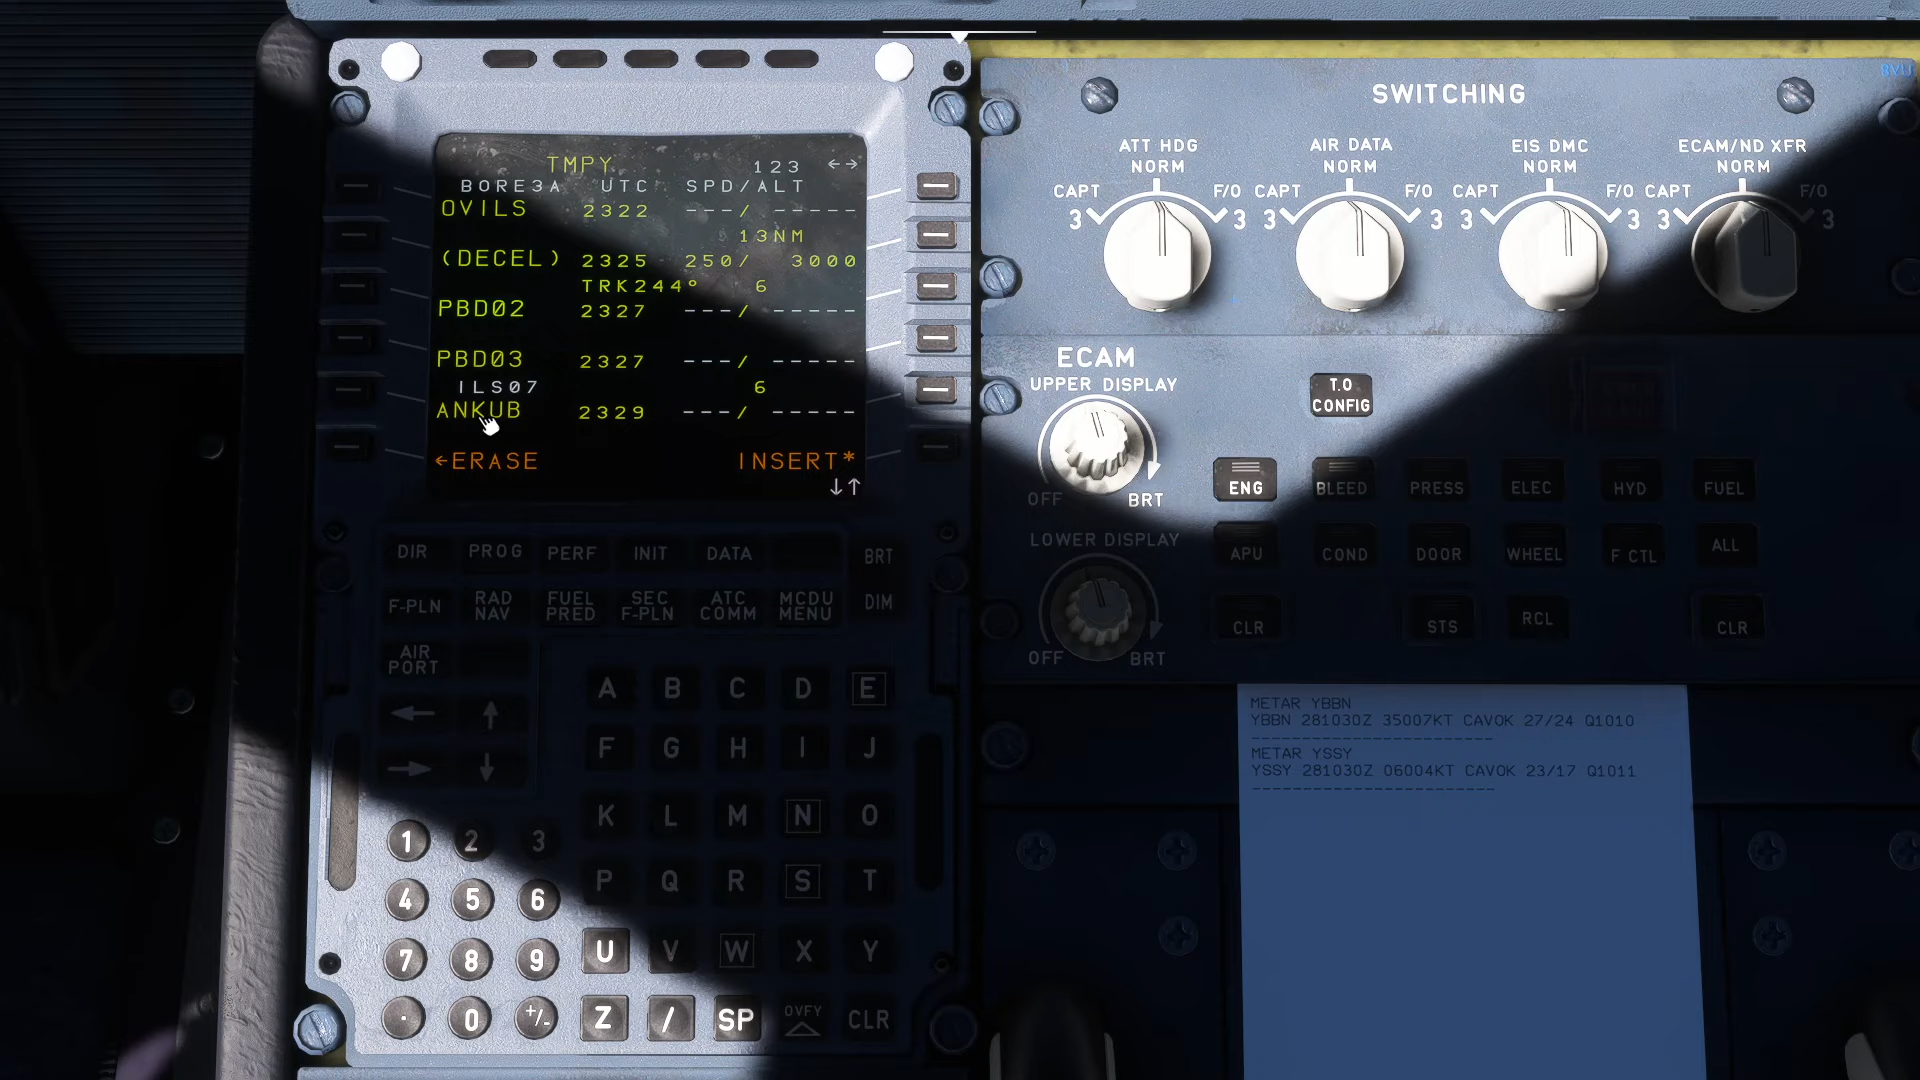 TMPY 123 ←→
BORE3A UTC SPD/ALT
OVILS 2322 ---/ -----
13NM
(DECEL) 2325 250/ 3000
TRK244° 6
PBD02 2327 ---/ -----
PBD03 2327 ---/ -----
ILS07 6
ANKUB 2329 ---/ -----
←ERASE INSERT*
↓↑
DIR PROG PERF INIT DATA BRT
F-PLN RAD NAV FUEL PRED SEC F-PLN ATC COMM MCDU MENU DIM
AIR PORT
← ↑
→ ↓
A B C D E
F G H I J
K L M N O
P Q R S T
U V W X Y
Z / SP OVFY CLR
1 2 3
4 5 6
7 8 9
. 0 +/-
SWITCHING
ATT HDG AIR DATA EIS DMC ECAM/ND XFR
NORM NORM NORM NORM
CAPT F/O CAPT F/O CAPT F/O CAPT F/O
3 3 3 3 3 3 3 3
ECAM
UPPER DISPLAY
T.O CONFIG
OFF BRT
LOWER DISPLAY
OFF BRT
ENG BLEED PRESS ELEC HYD FUEL
APU COND DOOR WHEEL F CTL ALL
CLR STS RCL CLR
METAR YBBN
YBBN 281030Z 35007KT CAVOK 27/24 Q1010
------------------------
METAR YSSY
YSSY 281030Z 06004KT CAVOK 23/17 Q1011
------------------------